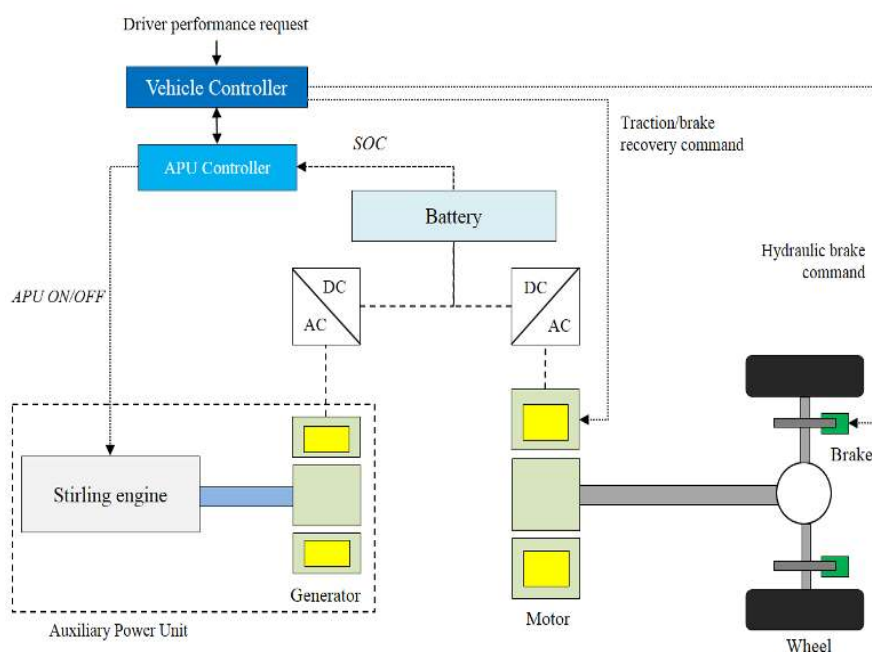 Driver performance request
Vehicle Controller
Traction/brake
recovery command
SOC
APU Controller
Battery
Hydraulic brake
command
DC
AC
DC
AC
APU ON/OFF
Brake
Stirling engine
Generator
Motor
Auxiliary Power Unit
Wheel